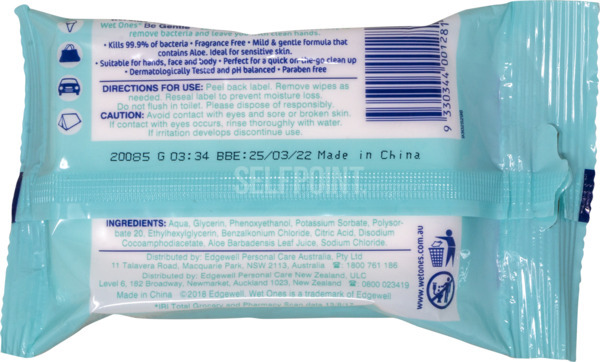 Wet Ones® Be Gentle
remove bacteria and leave your skin clean hands.
• Kills 99.9% of bacteria • Fragrance Free • Mild & gentle formula that
contains Aloe. Ideal for sensitive skin.
• Suitable for hands, face and body • Perfect for a quick on-the-go clean up
• Dermatologically Tested and pH balanced • Paraben free
DIRECTIONS FOR USE: Peel back label. Remove wipes as
needed. Reseal label to prevent moisture loss.
Do not flush in toilet. Please dispose of responsibly.
CAUTION: Avoid contact with eyes and sore or broken skin.
If contact with eyes occurs, rinse thoroughly with water.
If irritation develops discontinue use.
9 330344 001281
20085 G 03:34 BBE:25/03/22 Made in China
SELFPOINT.
INGREDIENTS: Aqua, Glycerin, Phenoxyethanol, Potassium Sorbate, Polysor-
bate 20, Ethylhexylglycerin, Benzalkonium Chloride, Citric Acid, Disodium
Cocoamphodiacetate, Aloe Barbadensis Leaf Juice, Sodium Chloride.
Distributed by: Edgewell Personal Care Australia, Pty Ltd
11 Talavera Road, Macquarie Park, NSW 2113, Australia ☎: 1800 761 186
Distributed by: Edgewell Personal Care New Zealand, ULC
Level 6, 182 Broadway, Newmarket, Auckland 1023, New Zealand ☎: 0800 023419
Made in China ©2018 Edgewell. Wet Ones is a trademark of Edgewell
www.wetones.com.au